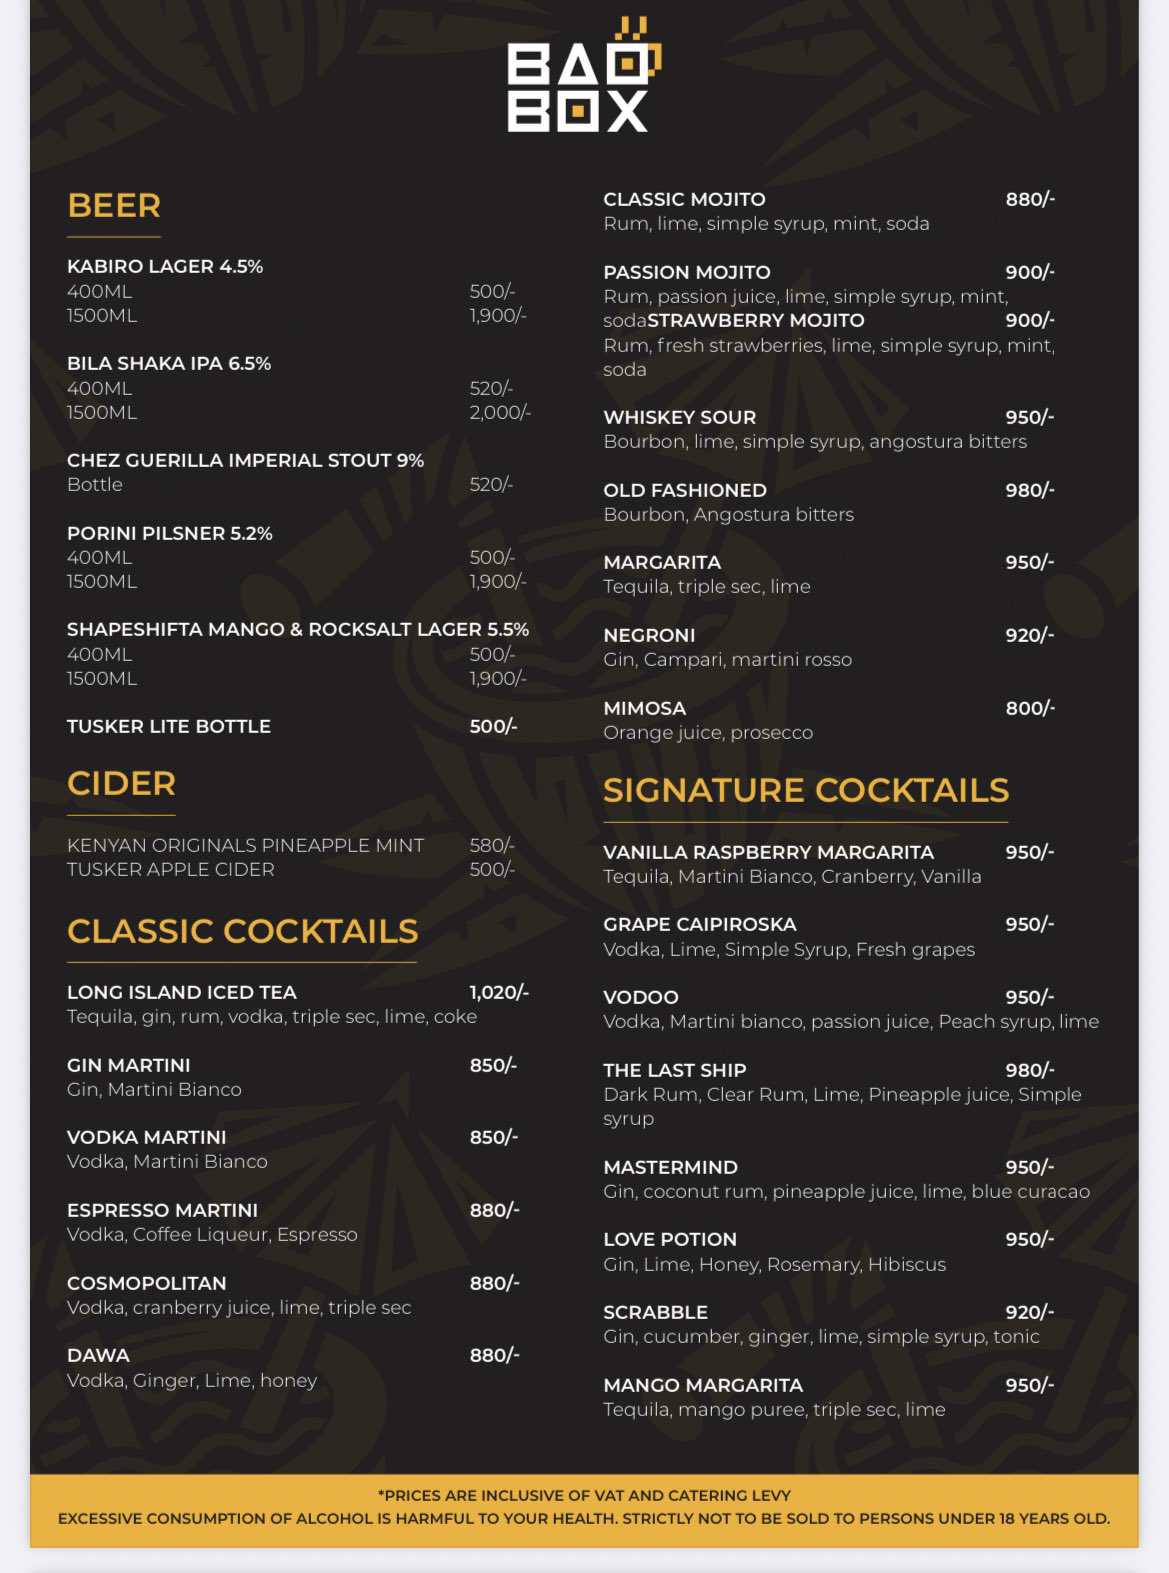 BAO
BOX
BEER
KABIRO LAGER 4.5%
400ML 500/-
1500ML 1,900/-
BILA SHAKA IPA 6.5%
400ML 520/-
1500ML 2,000/-
CHEZ GUERILLA IMPERIAL STOUT 9%
Bottle 520/-
PORINI PILSNER 5.2%
400ML 500/-
1500ML 1,900/-
SHAPESHIFTA MANGO & ROCKSALT LAGER 5.5%
400ML 500/-
1500ML 1,900/-
TUSKER LITE BOTTLE 500/-
CIDER
KENYAN ORIGINALS PINEAPPLE MINT 580/-
TUSKER APPLE CIDER 500/-
CLASSIC COCKTAILS
LONG ISLAND ICED TEA 1,020/-
Tequila, gin, rum, vodka, triple sec, lime, coke
GIN MARTINI 850/-
Gin, Martini Bianco
VODKA MARTINI 850/-
Vodka, Martini Bianco
ESPRESSO MARTINI 880/-
Vodka, Coffee Liqueur, Espresso
COSMOPOLITAN 880/-
Vodka, cranberry juice, lime, triple sec
DAWA 880/-
Vodka, Ginger, Lime, honey
CLASSIC MOJITO 880/-
Rum, lime, simple syrup, mint, soda
PASSION MOJITO 900/-
Rum, passion juice, lime, simple syrup, mint,
sodaSTRAWBERRY MOJITO 900/-
Rum, fresh strawberries, lime, simple syrup, mint,
soda
WHISKEY SOUR 950/-
Bourbon, lime, simple syrup, angostura bitters
OLD FASHIONED 980/-
Bourbon, Angostura bitters
MARGARITA 950/-
Tequila, triple sec, lime
NEGRONI 920/-
Gin, Campari, martini rosso
MIMOSA 800/-
Orange juice, prosecco
SIGNATURE COCKTAILS
VANILLA RASPBERRY MARGARITA 950/-
Tequila, Martini Bianco, Cranberry, Vanilla
GRAPE CAIPIROSKA 950/-
Vodka, Lime, Simple Syrup, Fresh grapes
VODOO 950/-
Vodka, Martini bianco, passion juice, Peach syrup, lime
THE LAST SHIP 980/-
Dark Rum, Clear Rum, Lime, Pineapple juice, Simple
syrup
MASTERMIND 950/-
Gin, coconut rum, pineapple juice, lime, blue curacao
LOVE POTION 950/-
Gin, Lime, Honey, Rosemary, Hibiscus
SCRABBLE 920/-
Gin, cucumber, ginger, lime, simple syrup, tonic
MANGO MARGARITA 950/-
Tequila, mango puree, triple sec, lime
*PRICES ARE INCLUSIVE OF VAT AND CATERING LEVY
EXCESSIVE CONSUMPTION OF ALCOHOL IS HARMFUL TO YOUR HEALTH. STRICTLY NOT TO BE SOLD TO PERSONS UNDER 18 YEARS OLD.